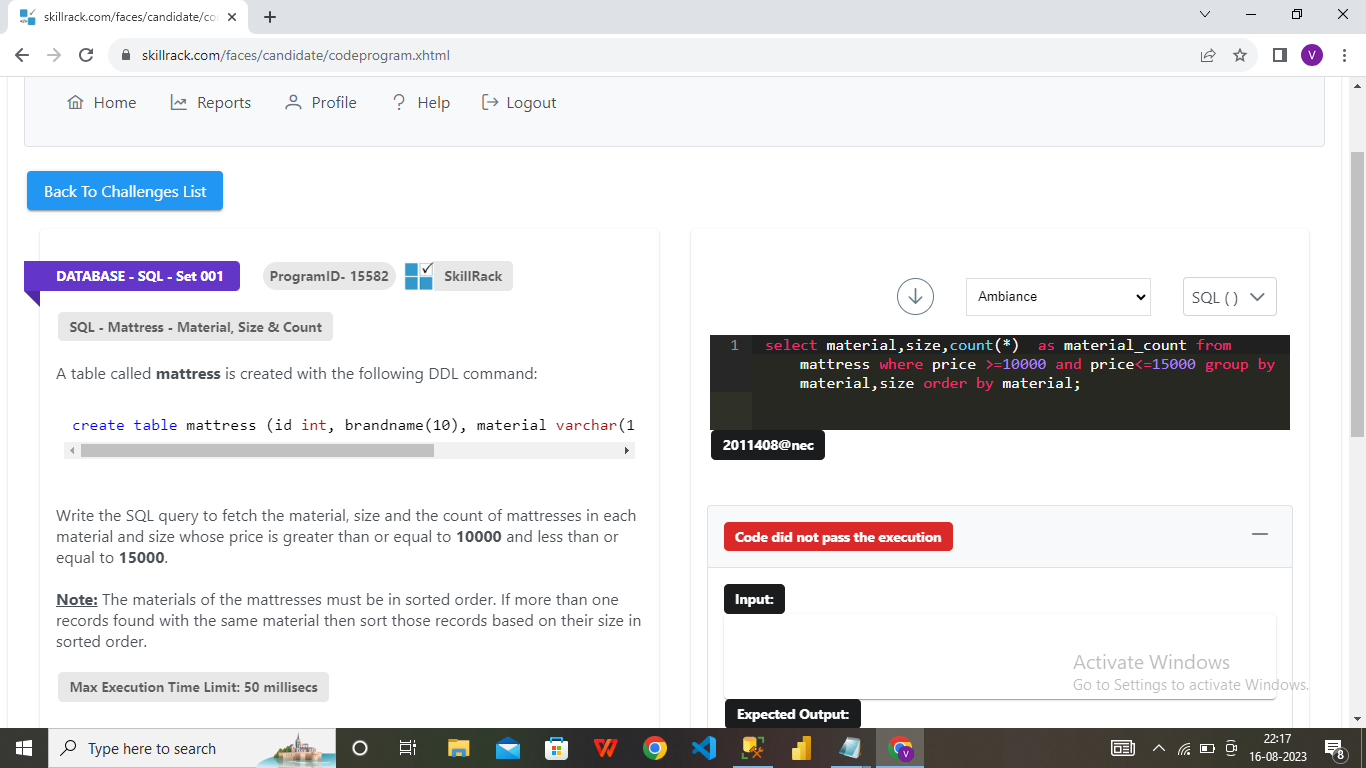 skillrack.com/faces/candidate/co
skillrack.com/faces/candidate/codeprogram.xhtml
V
Home
Reports
Profile
? Help
Logout
Back To Challenges List
DATABASE - SQL - Set 001
ProgramID- 15582
SkillRack
SQL - Mattress - Material, Size & Count
A table called mattress is created with the following DDL command:
create table mattress (id int, brandname(10), material varchar(1
Write the SQL query to fetch the material, size and the count of mattresses in each
material and size whose price is greater than or equal to 10000 and less than or
equal to 15000.
Note: The materials of the mattresses must be in sorted order. If more than one
records found with the same material then sort those records based on their size in
sorted order.
Max Execution Time Limit: 50 millisecs
Ambiance
SQL ( )
1 select material,size,count(*)  as material_count from
mattress where price >=10000 and price<=15000 group by
material,size order by material;
2011408@nec
Code did not pass the execution
Input:
Expected Output:
Activate Windows
Go to Settings to activate Windows.
Type here to search
V
22:17
16-08-2023
8